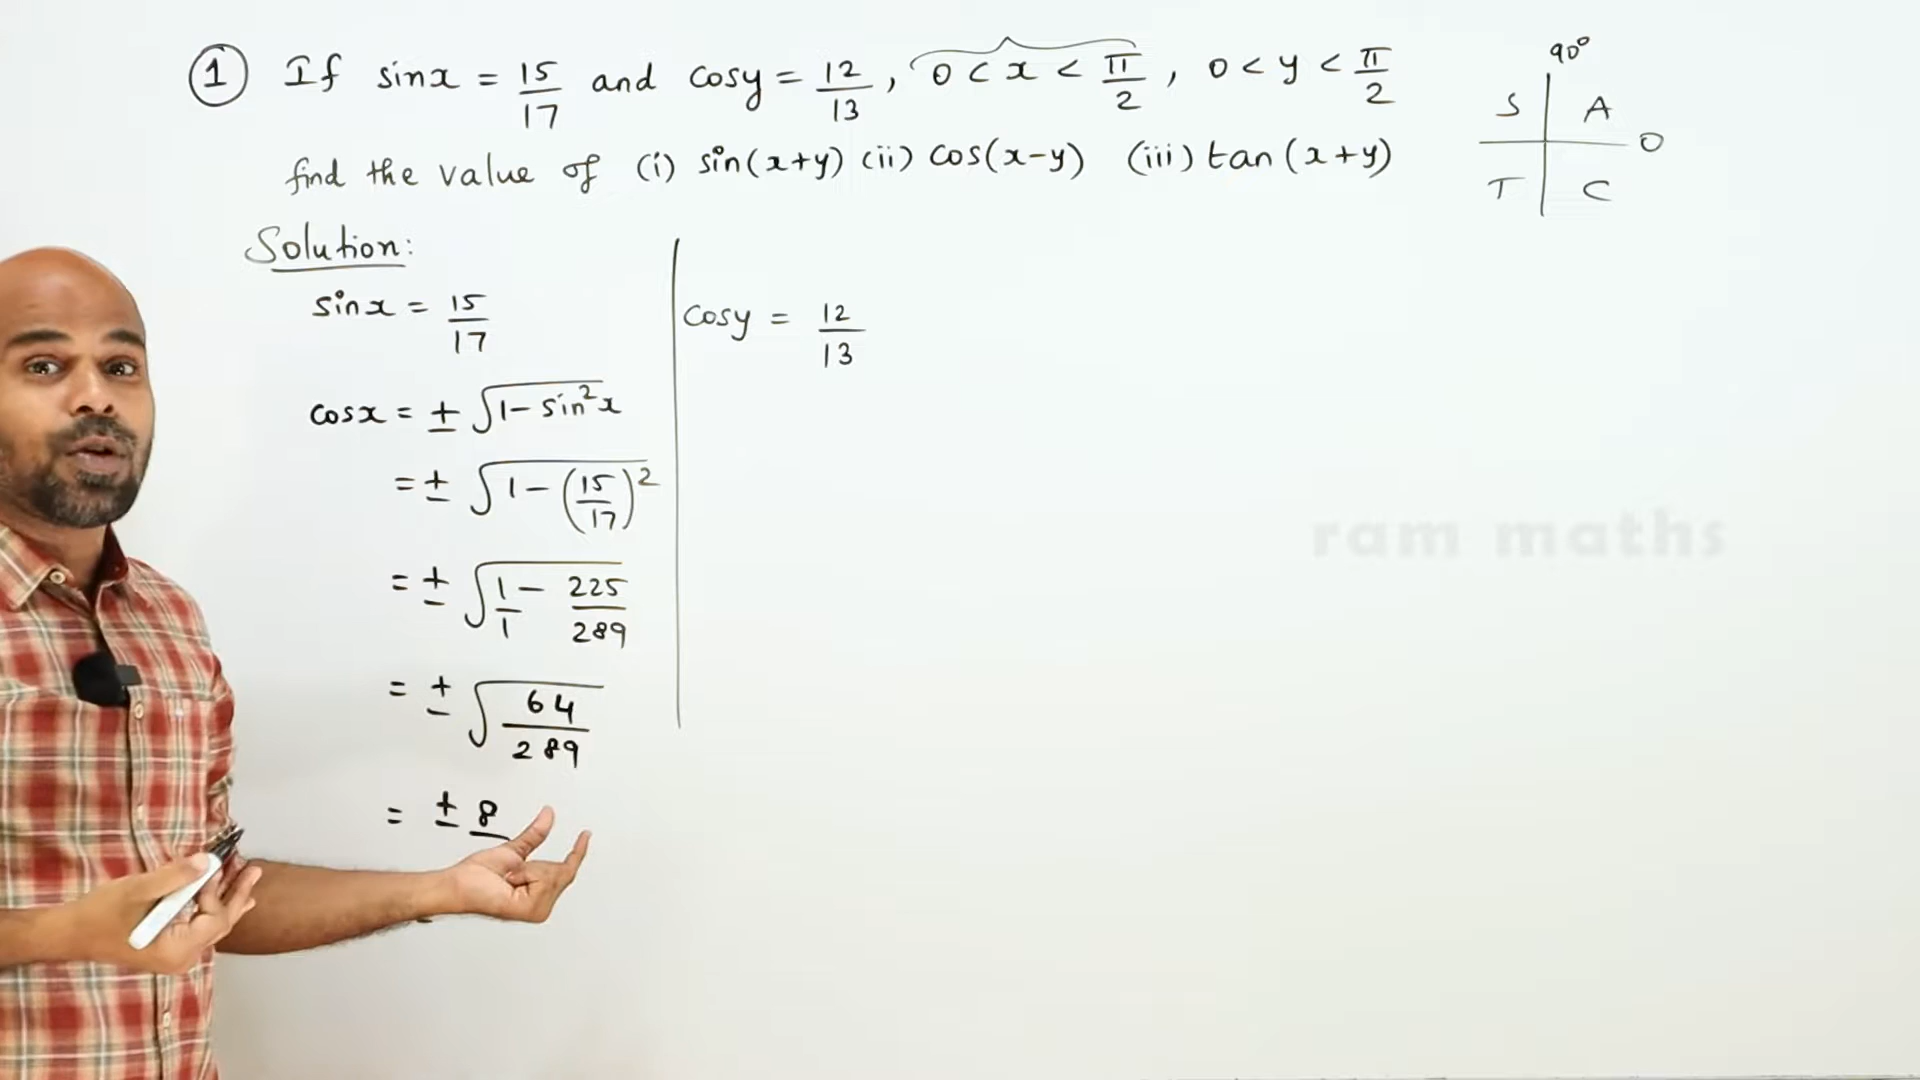 1 If sinx = 15/17 and cosy = 12/13, 0 < x < π/2, 0 < y < π/2
find the value of (i) sin(x+y) (ii) cos(x-y) (iii) tan(x+y)
90°
S A
0
T C
Solution:
sinx = 15/17
cosx = ± √1 - sin²x
= ± √1 - (15/17)²
= ± √1/1 - 225/289
= ± √64/289
= ± 8
cosy = 12/13
ram maths